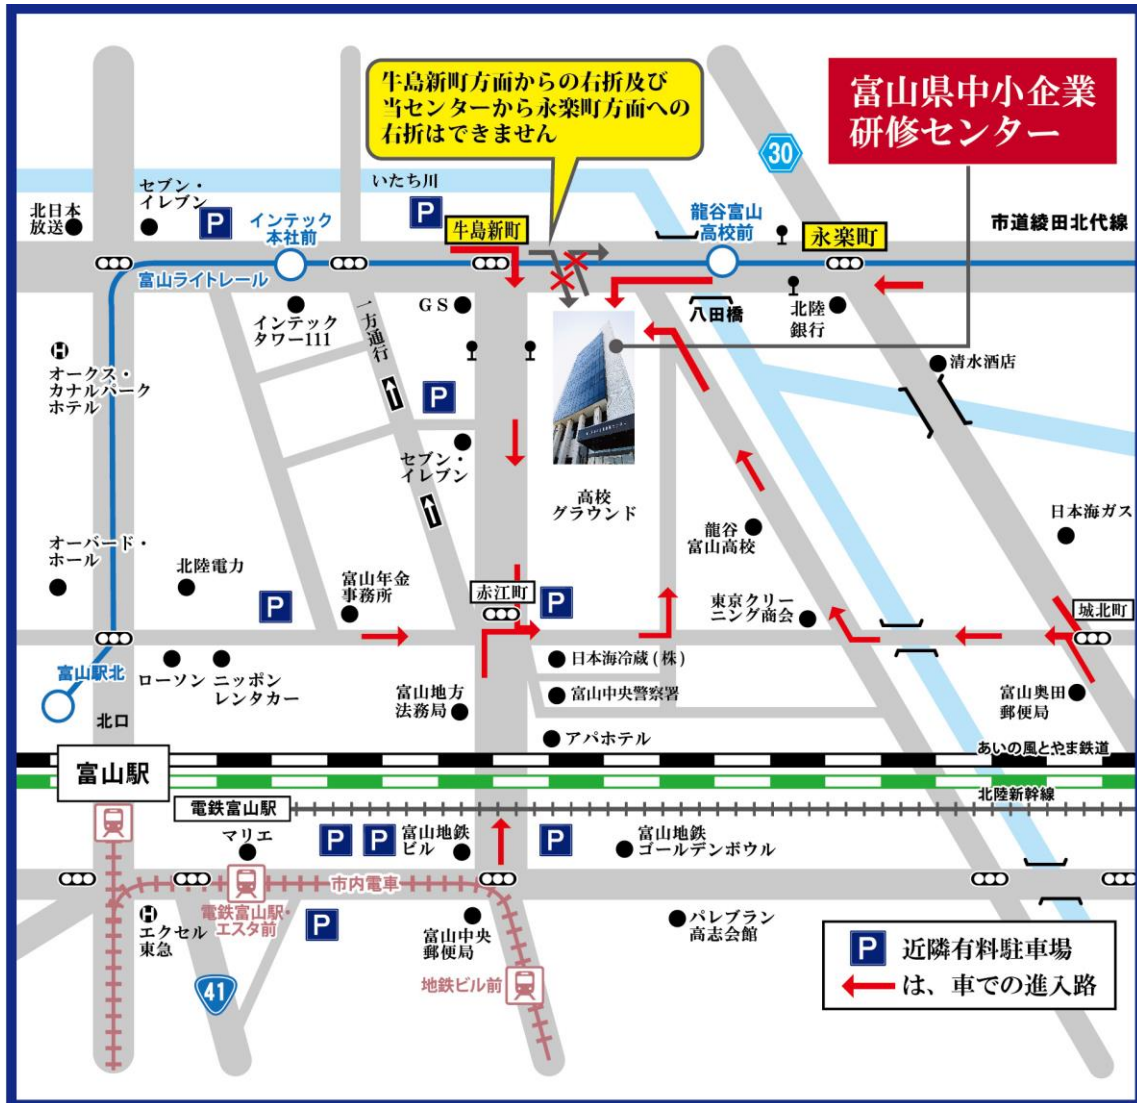 牛島新町方面からの右折及び
当センターから永楽町方面への
右折はできません
富山県中小企業
研修センター
30
いたち川
セブン・
イレブン
北日本
放送
P
インテック
本社前
P
牛島新町
龍谷富山
高校前
永楽町
市道綾田北代線
富山ライトレール
GS
インテック
タワー111
一方通行
八田橋
北陸
銀行
H
オークス・
カナルパーク
ホテル
清水酒店
P
セブン・
イレブン
高校
グラウンド
龍谷
富山高校
日本海ガス
オーバード・
ホール
北陸電力
P
富山年金
事務所
赤江町
P
東京クリー
ニング商会
城北町
富山駅北
ローソン
ニッポン
レンタカー
日本海冷蔵(株)
富山地方
法務局
富山中央警察署
富山奥田
郵便局
北口
アパホテル
あいの風とやま鉄道
富山駅
北陸新幹線
電鉄富山駅
マリエ
P
P
富山地鉄
ビル
P
富山地鉄
ゴールデンボウル
市内電車
電鉄富山駅・
エスタ前
H
エクセル
東急
P
富山中央
郵便局
パレブラン
高志会館
41
地鉄ビル前
P 近隣有料駐車場
は、車での進入路